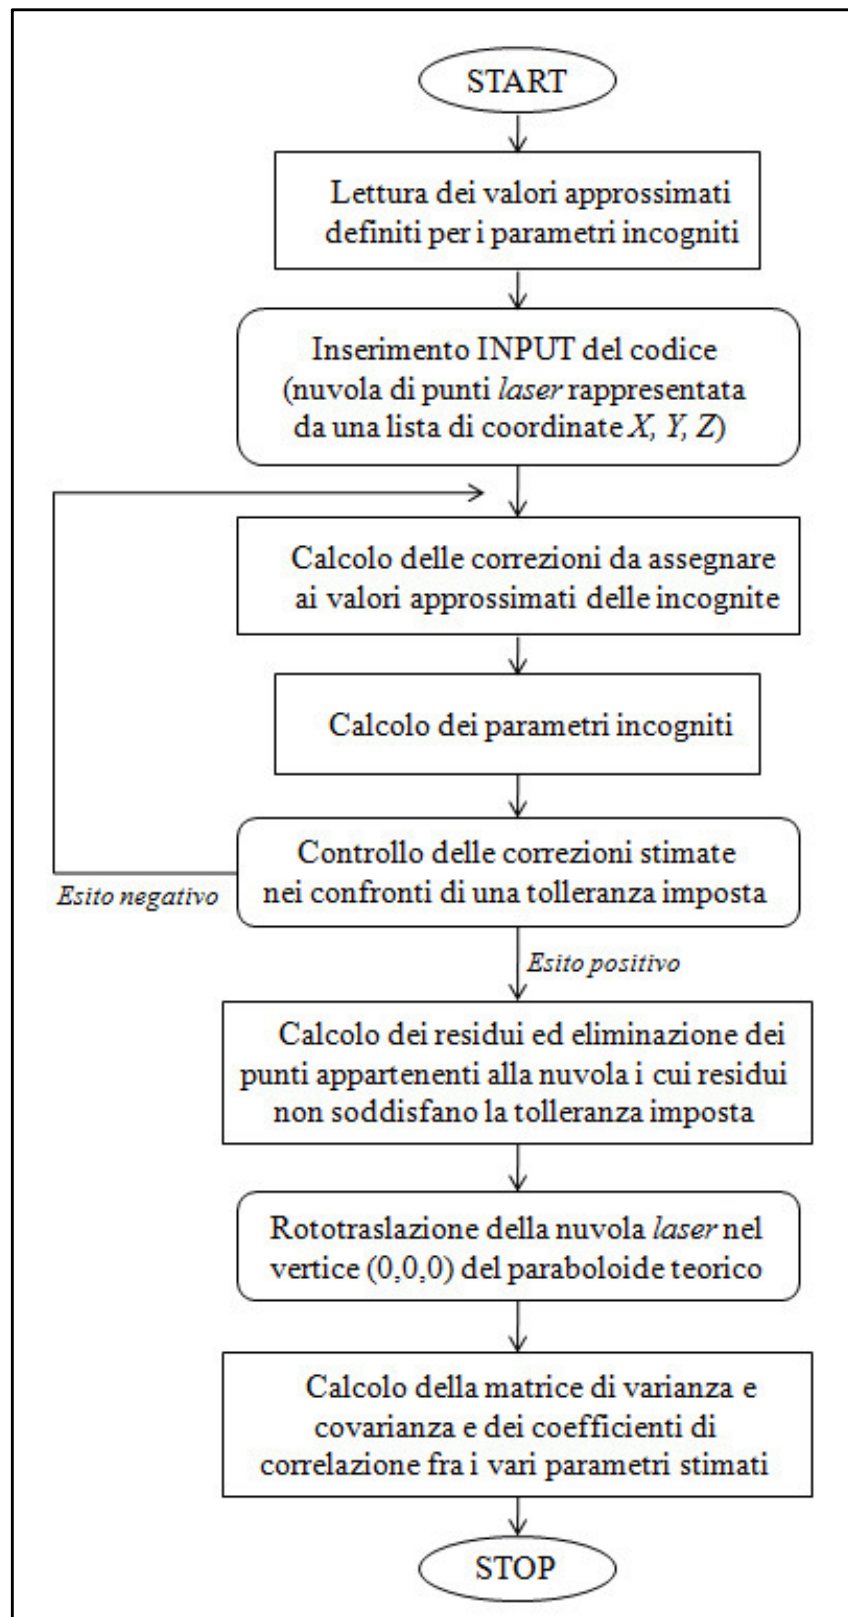 START
Lettura dei valori approssimati
definiti per i parametri incogniti
Inserimento INPUT del codice
(nuvola di punti laser rappresentata
da una lista di coordinate X, Y, Z)
Calcolo delle correzioni da assegnare
ai valori approssimati delle incognite
Calcolo dei parametri incogniti
Controllo delle correzioni stimate
nei confronti di una tolleranza imposta
Esito negativo
Esito positivo
Calcolo dei residui ed eliminazione dei
punti appartenenti alla nuvola i cui residui
non soddisfano la tolleranza imposta
Rototraslazione della nuvola laser nel
vertice (0,0,0) del paraboloide teorico
Calcolo della matrice di varianza e
covarianza e dei coefficienti di
correlazione fra i vari parametri stimati
STOP